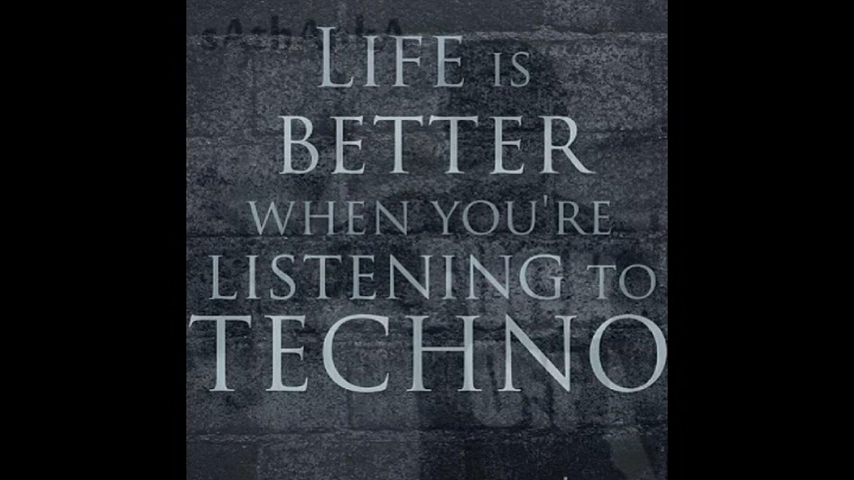 LIFE IS
BETTER
WHEN YOU'RE
LISTENING TO
TECHNO